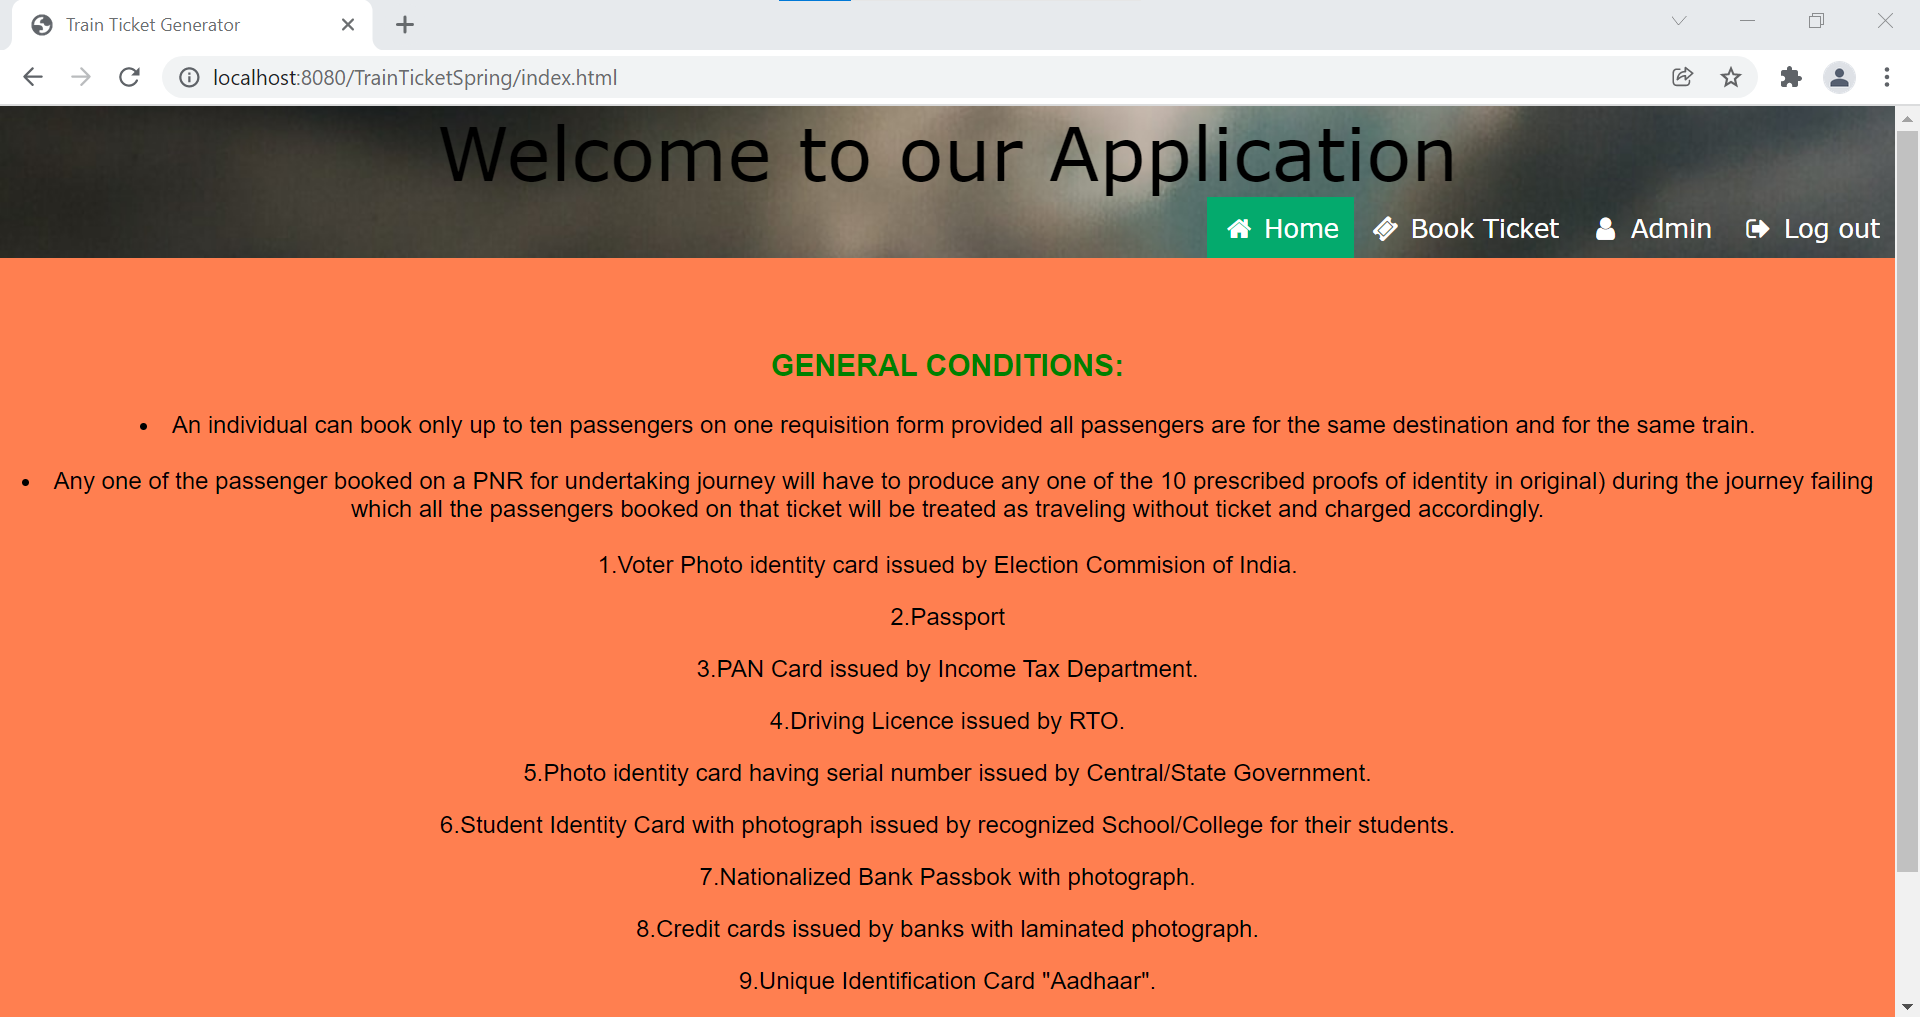 Train Ticket Generator
localhost:8080/TrainTicketSpring/index.html
Welcome to our Application
Home Book Ticket Admin Log out
GENERAL CONDITIONS:
• An individual can book only up to ten passengers on one requisition form provided all passengers are for the same destination and for the same train.
• Any one of the passenger booked on a PNR for undertaking journey will have to produce any one of the 10 prescribed proofs of identity in original) during the journey failing
which all the passengers booked on that ticket will be treated as traveling without ticket and charged accordingly.
1.Voter Photo identity card issued by Election Commision of India.
2.Passport
3.PAN Card issued by Income Tax Department.
4.Driving Licence issued by RTO.
5.Photo identity card having serial number issued by Central/State Government.
6.Student Identity Card with photograph issued by recognized School/College for their students.
7.Nationalized Bank Passbok with photograph.
8.Credit cards issued by banks with laminated photograph.
9.Unique Identification Card "Aadhaar".